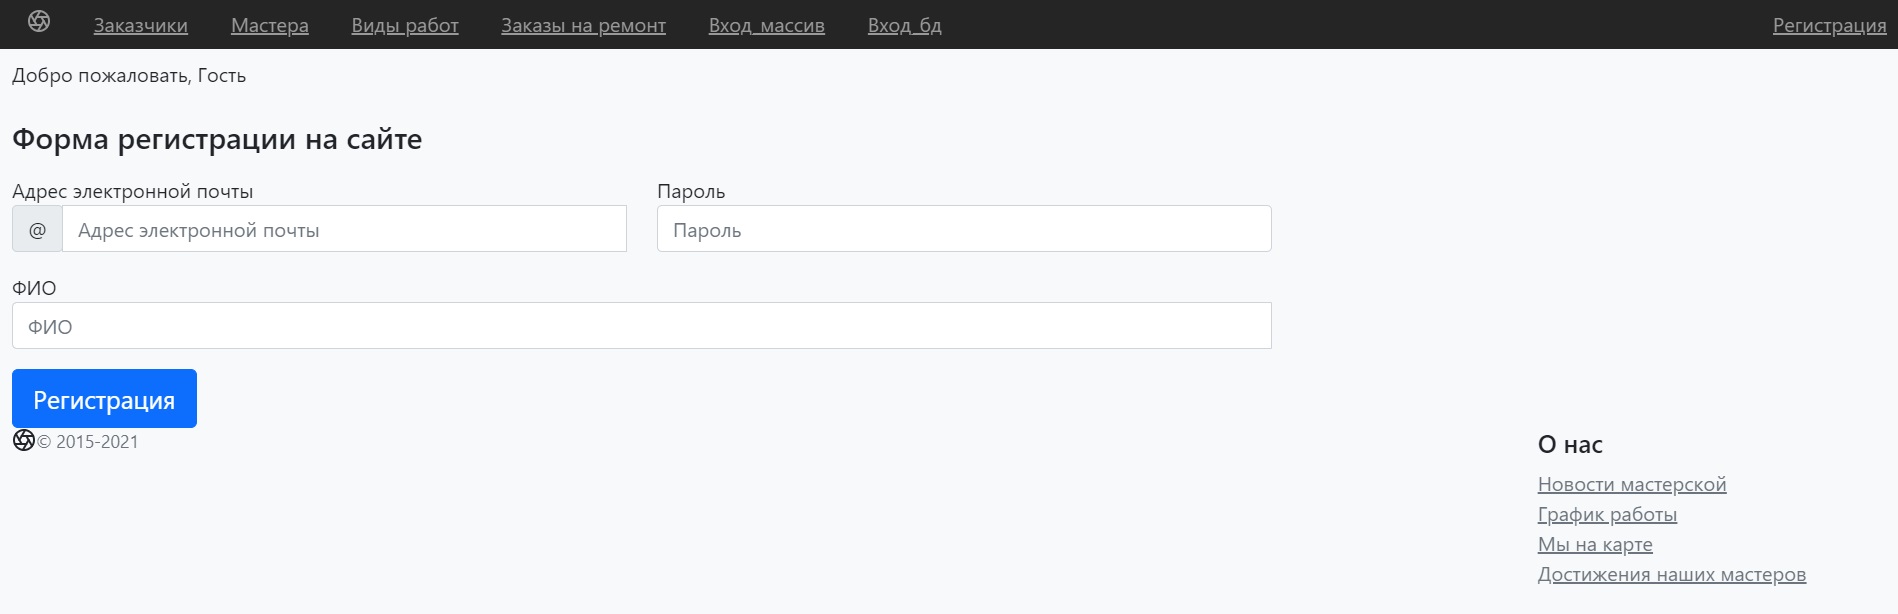 Заказчики Мастера Виды работ Заказы на ремонт Вход_массив Вход_бд Регистрация
Добро пожаловать, Гость
Форма регистрации на сайте
Адрес электронной почты Пароль
@ Адрес электронной почты Пароль
ФИО
ФИО
Регистрация
© 2015-2021
О нас
Новости мастерской
График работы
Мы на карте
Достижения наших мастеров